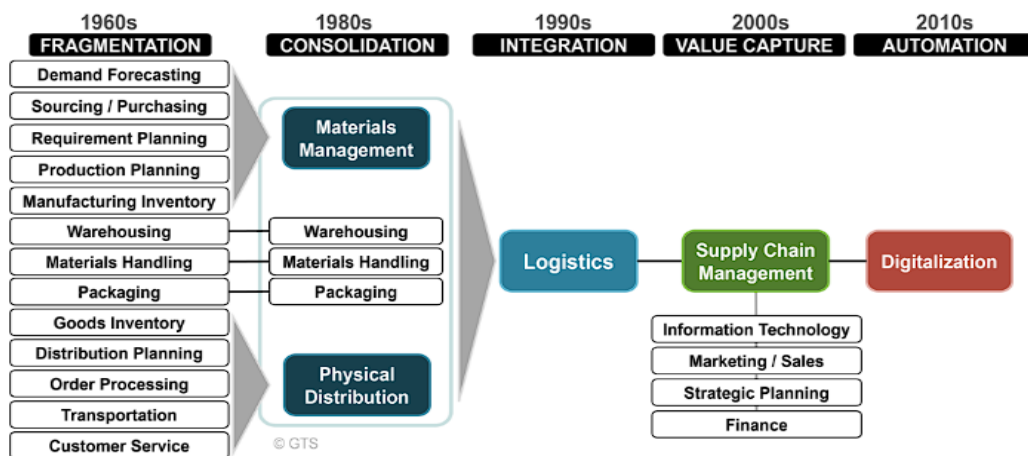 1960s
FRAGMENTATION
Demand Forecasting
Sourcing / Purchasing
Requirement Planning
Production Planning
Manufacturing Inventory
Warehousing
Materials Handling
Packaging
Goods Inventory
Distribution Planning
Order Processing
Transportation
Customer Service
1980s
CONSOLIDATION
Materials
Management
Warehousing
Materials Handling
Packaging
Physical
Distribution
© GTS
1990s
INTEGRATION
Logistics
2000s
VALUE CAPTURE
Supply Chain
Management
Information Technology
Marketing / Sales
Strategic Planning
Finance
2010s
AUTOMATION
Digitalization